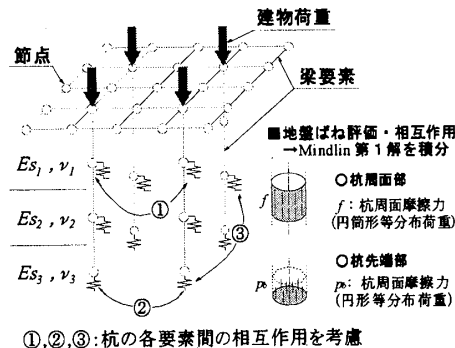 建物荷重
節点
梁要素
■地盤ばね評価・相互作用
→Mindlin 第1解を積分
Es1 , ν1
Es2 , ν2
Es3 , ν3
①
②
③
○杭周面部
f
f : 杭周面摩擦力
(円筒形等分布荷重)
○杭先端部
pb
pb: 杭周面摩擦力
(円形等分布荷重)
①,②,③:杭の各要素間の相互作用を考慮